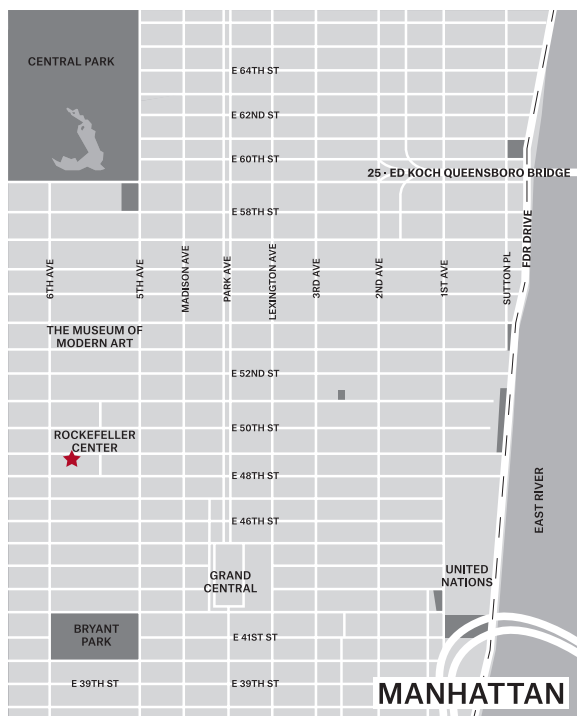 CENTRAL PARK
E 64TH ST
E 62ND ST
E 60TH ST
25 · ED KOCH QUEENSBORO BRIDGE
E 58TH ST
6TH AVE
5TH AVE
MADISON AVE
PARK AVE
LEXINGTON AVE
3RD AVE
2ND AVE
1ST AVE
SUTTON PL
FDR DRIVE
THE MUSEUM OF
MODERN ART
E 52ND ST
E 50TH ST
ROCKEFELLER
CENTER
E 48TH ST
EAST RIVER
E 46TH ST
GRAND
CENTRAL
UNITED
NATIONS
BRYANT
PARK
E 41ST ST
E 39TH ST
E 39TH ST
MANHATTAN